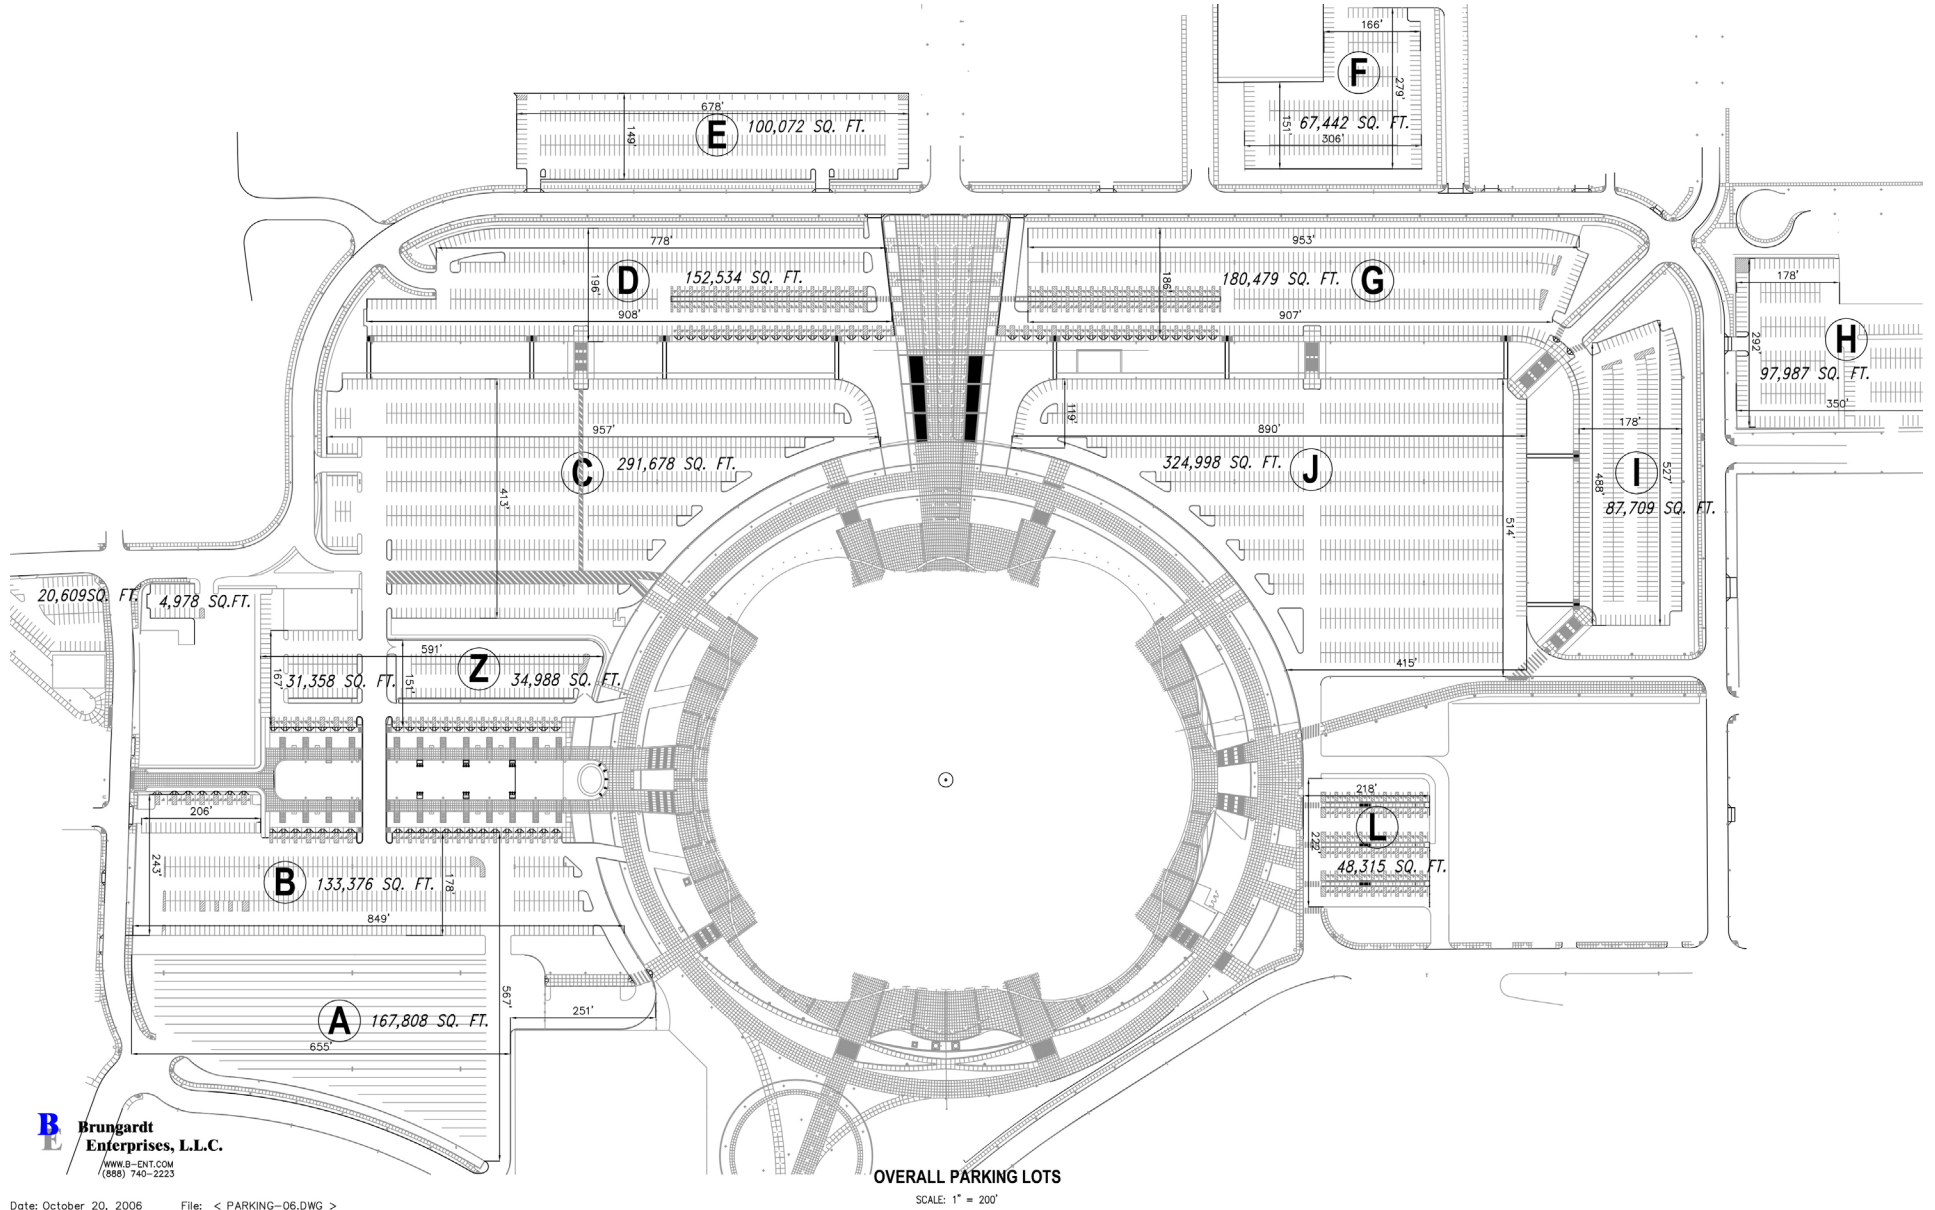 166'
F
279'
678'
E
100,072 SQ. FT.
149'
151'
67,442 SQ. FT.
306'
778'
953'
D
152,534 SQ. FT.
196'
186'
180,479 SQ. FT.
G
178'
908'
907'
H
292'
97,987 SQ. FT.
350'
119'
957'
890'
178'
C
291,678 SQ. FT.
324,998 SQ. FT.
J
I
527'
488'
413'
514'
87,709 SQ. FT.
20,609SQ. FT.
4,978 SQ.FT.
591'
Z
415'
167'
31,358 SQ. FT.
151'
34,988 SQ. FT.
218'
206'
L
222'
48,315 SQ. FT.
243'
B
133,376 SQ. FT.
178'
849'
567'
251'
A
167,808 SQ. FT.
655'
BE
Brungardt
Enterprises, L.L.C.
WWW.B-ENT.COM
(888) 740-2223
OVERALL PARKING LOTS
SCALE: 1" = 200'
Date: October 20, 2006 File: < PARKING-06.DWG >